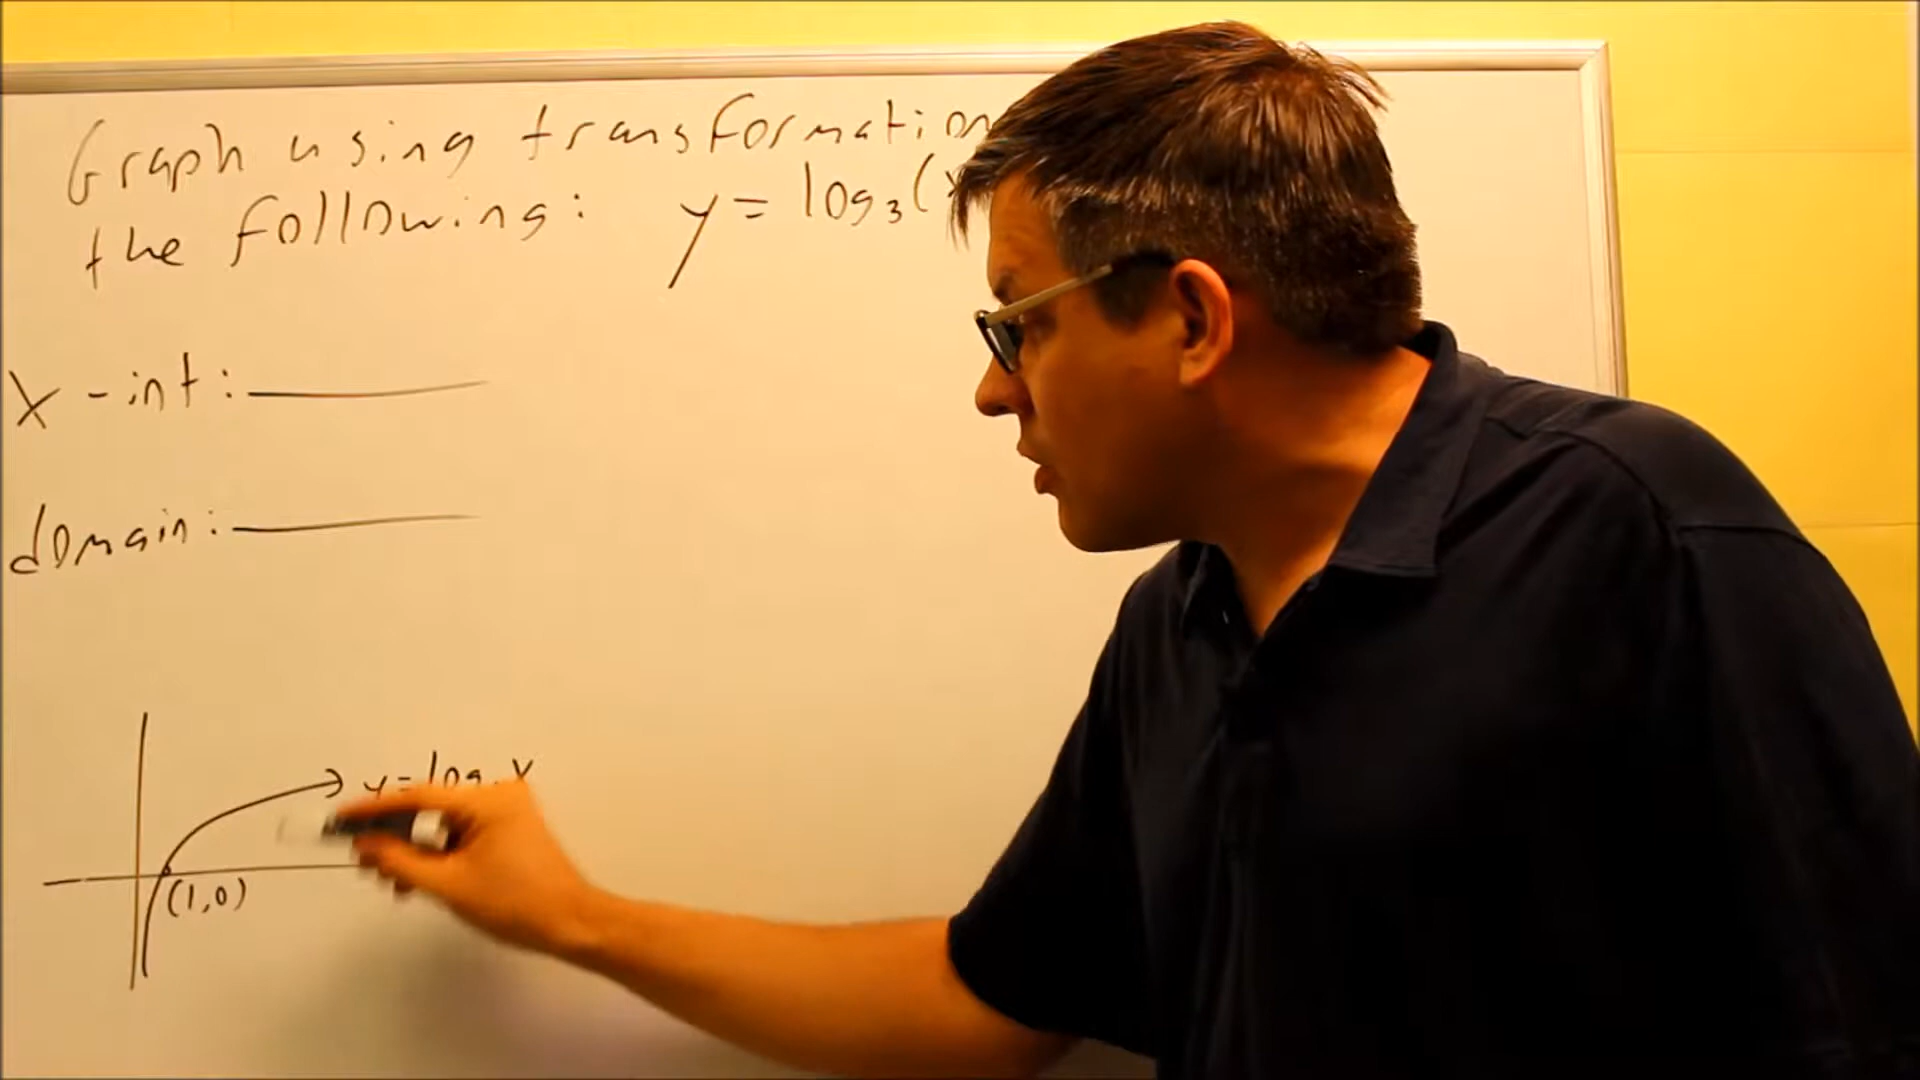 Graph using transformation
the following: y = log₃(x
x-int:
domain:
y = log x
(1,0)